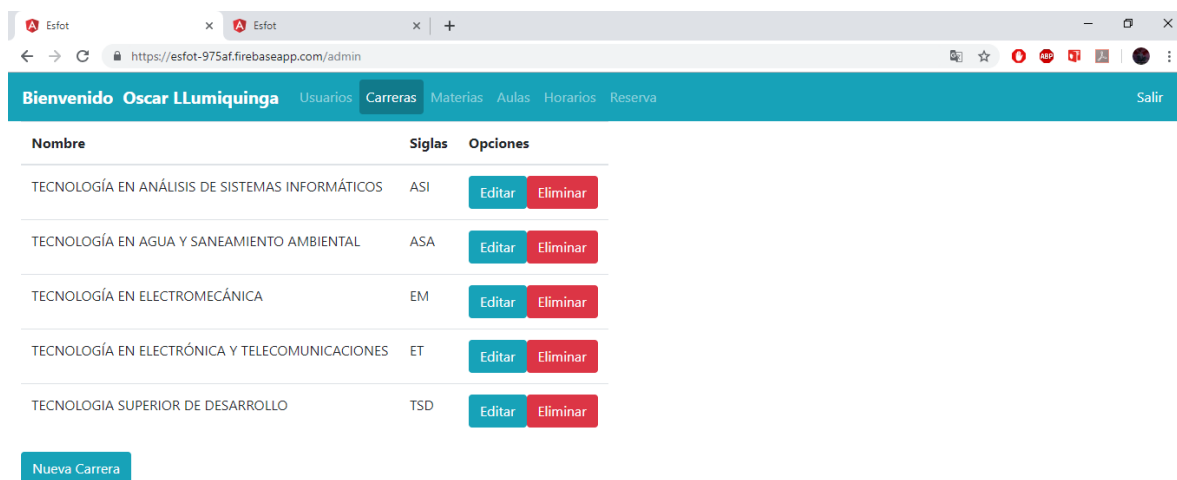 Esfot
Esfot
https://esfot-975af.firebaseapp.com/admin
ABP
Bienvenido Oscar LLumiquinga Usuarios Carreras Materias Aulas Horarios Reserva Salir
Nombre Siglas Opciones
TECNOLOGÍA EN ANÁLISIS DE SISTEMAS INFORMÁTICOS ASI Editar Eliminar
TECNOLOGÍA EN AGUA Y SANEAMIENTO AMBIENTAL ASA Editar Eliminar
TECNOLOGÍA EN ELECTROMECÁNICA EM Editar Eliminar
TECNOLOGÍA EN ELECTRÓNICA Y TELECOMUNICACIONES ET Editar Eliminar
TECNOLOGIA SUPERIOR DE DESARROLLO TSD Editar Eliminar
Nueva Carrera